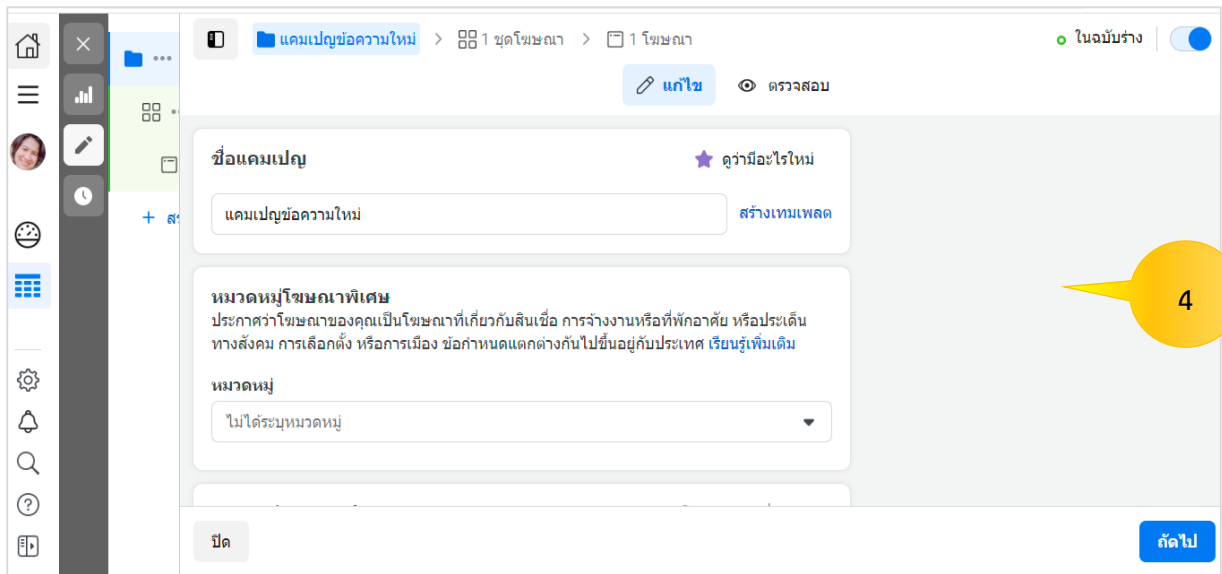 แคมเปญข้อความใหม่ > 1 ชุดโฆษณา > 1 โฆษณา
ในฉบับร่าง
แก้ไข
ตรวจสอบ
ชื่อแคมเปญ
ดูว่ามีอะไรใหม่
แคมเปญข้อความใหม่
สร้างเทมเพลต
หมวดหมู่โฆษณาพิเศษ
ประกาศว่าโฆษณาของคุณเป็นโฆษณาที่เกี่ยวกับสินเชื่อ การจ้างงานหรือที่พักอาศัย หรือประเด็น
ทางสังคม การเลือกตั้ง หรือการเมือง ข้อกำหนดแตกต่างกันไปขึ้นอยู่กับประเทศ เรียนรู้เพิ่มเติม
หมวดหมู่
ไม่ได้ระบุหมวดหมู่
4
ปิด
ถัดไป